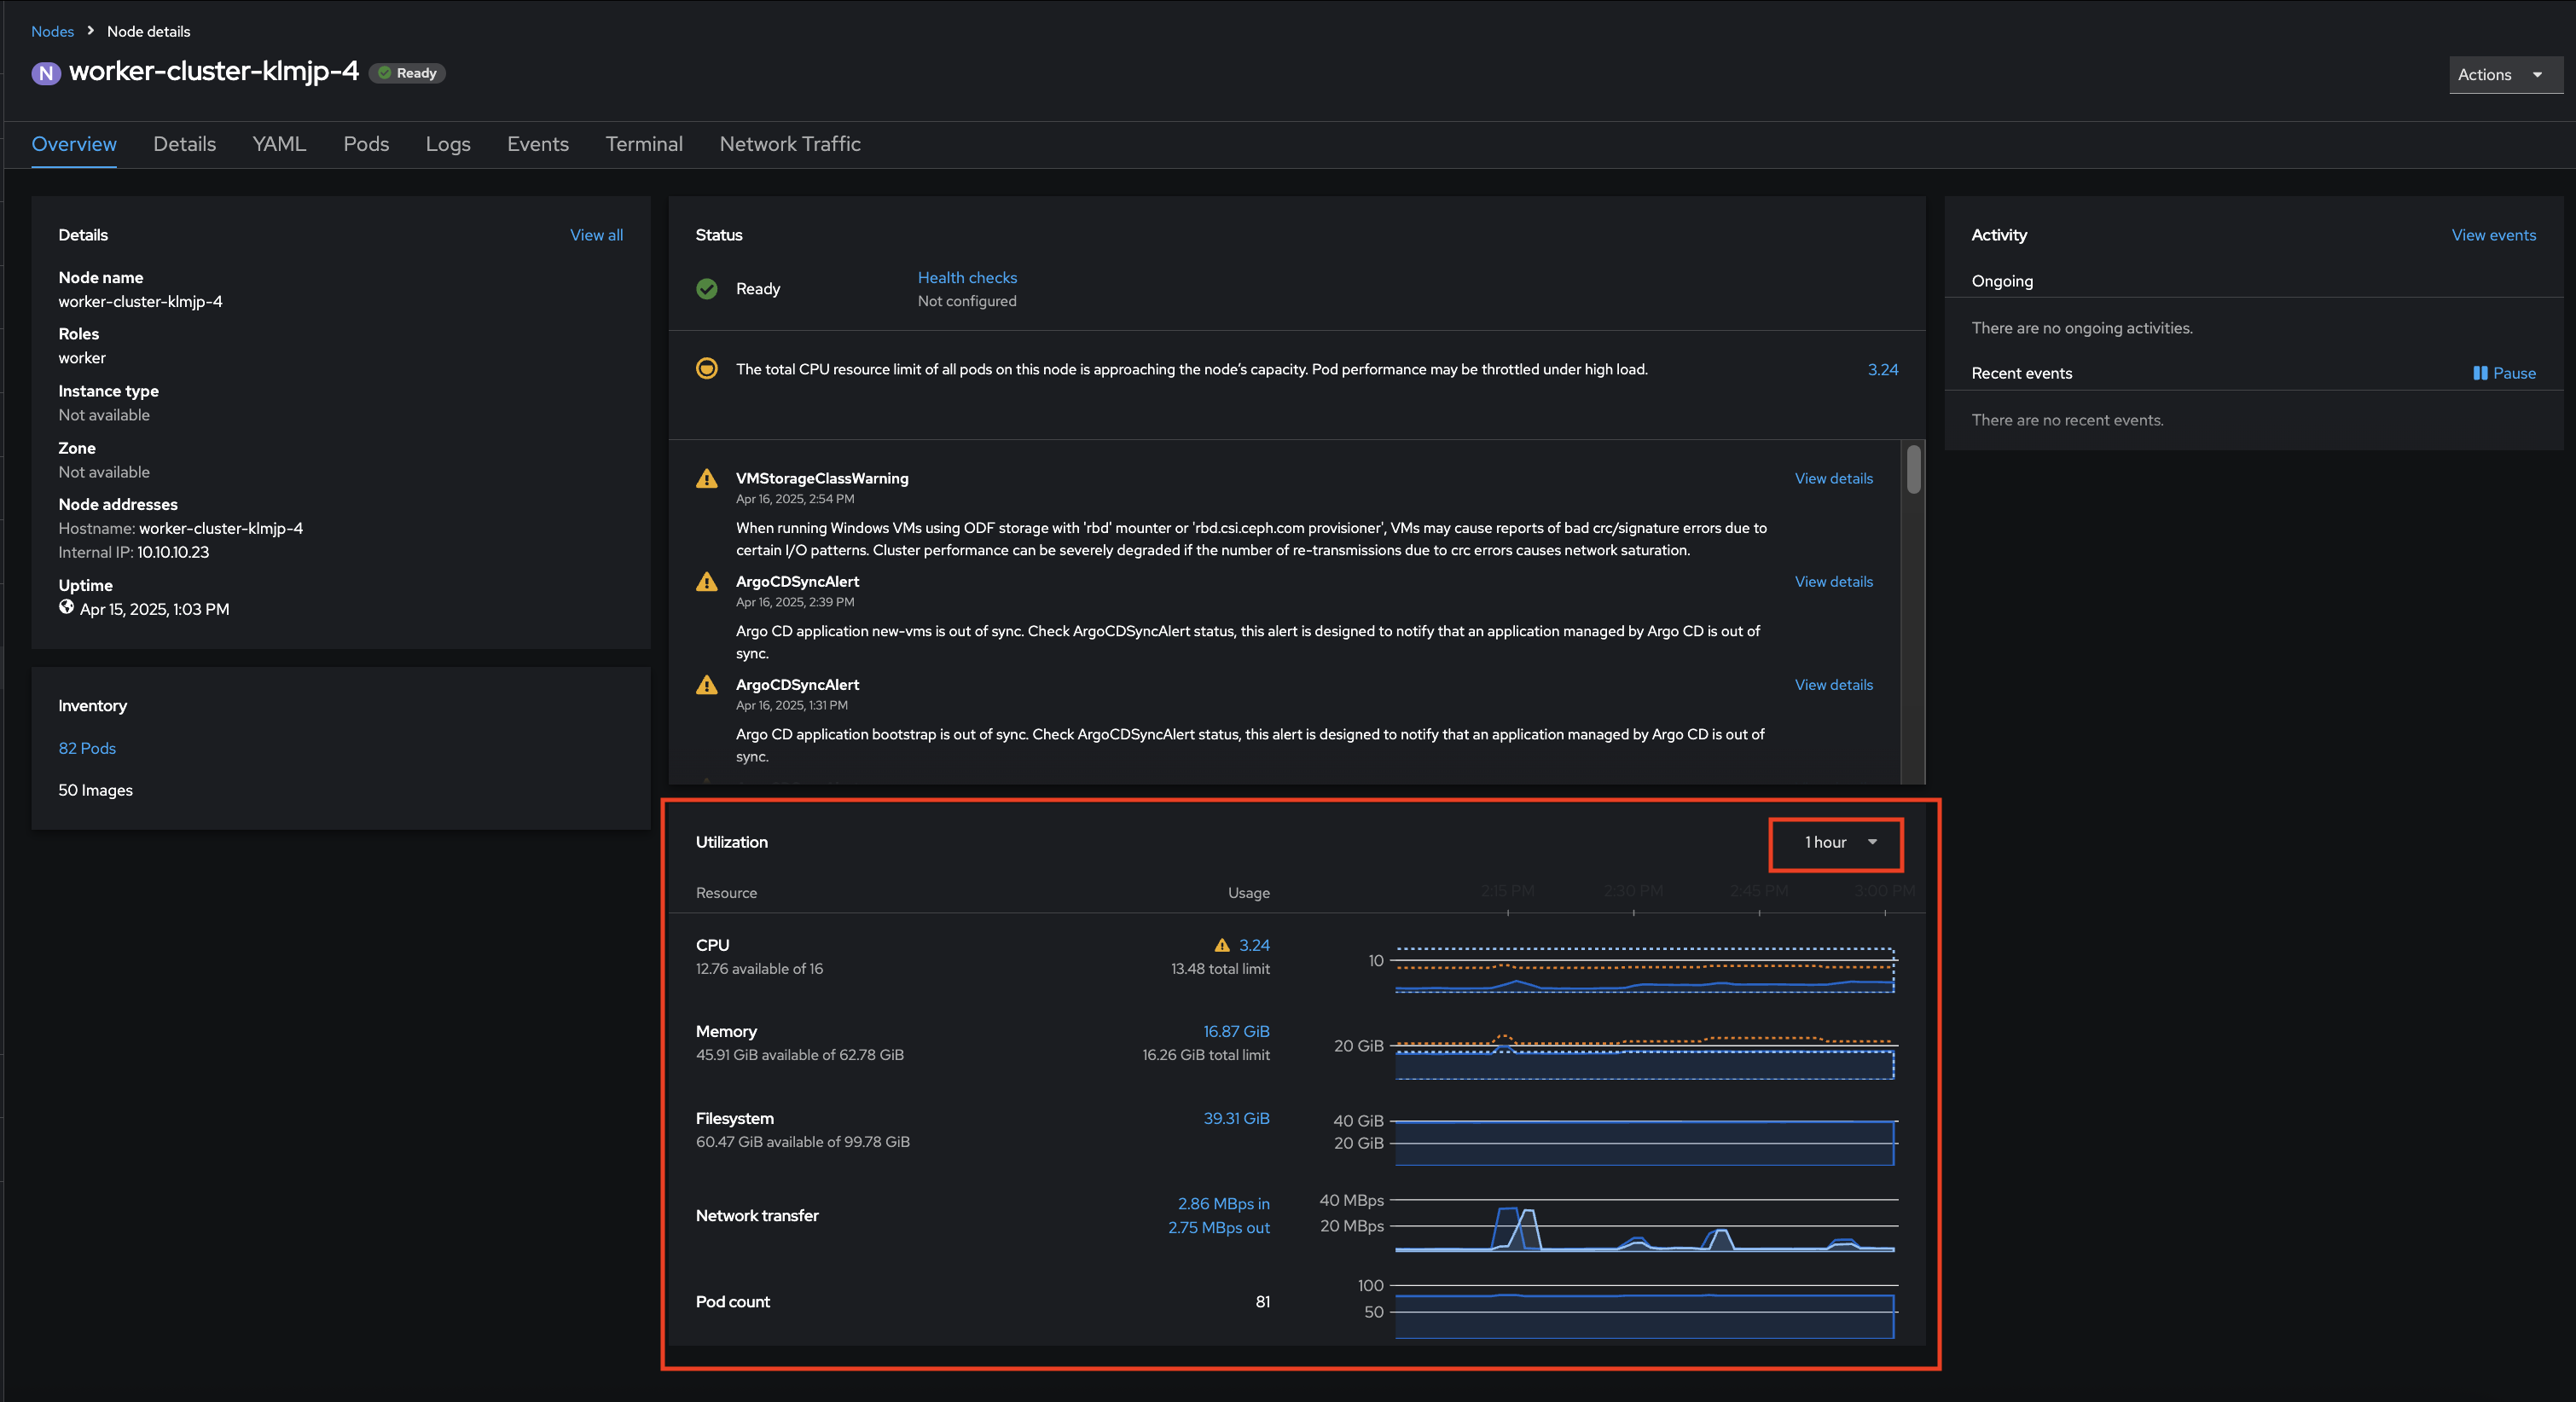 Nodes > Node details
N worker-cluster-klmjp-4 Ready
Actions
Overview Details YAML Pods Logs Events Terminal Network Traffic
Details View all
Node name
worker-cluster-klmjp-4
Roles
worker
Instance type
Not available
Zone
Not available
Node addresses
Hostname: worker-cluster-klmjp-4
Internal IP: 10.10.10.23
Uptime
Apr 15, 2025, 1:03 PM
Inventory
82 Pods
50 Images
Status
Ready
Health checks
Not configured
The total CPU resource limit of all pods on this node is approaching the node's capacity. Pod performance may be throttled under high load. 3.24
VMStorageClassWarning View details
Apr 16, 2025, 2:54 PM
When running Windows VMs using ODF storage with 'rbd' mounter or 'rbd.csi.ceph.com provisioner', VMs may cause reports of bad crc/signature errors due to
certain I/O patterns. Cluster performance can be severely degraded if the number of re-transmissions due to crc errors causes network saturation.
ArgoCDSyncAlert View details
Apr 16, 2025, 2:39 PM
Argo CD application new-vms is out of sync. Check ArgoCDSyncAlert status, this alert is designed to notify that an application managed by Argo CD is out of
sync.
ArgoCDSyncAlert View details
Apr 16, 2025, 1:31 PM
Argo CD application bootstrap is out of sync. Check ArgoCDSyncAlert status, this alert is designed to notify that an application managed by Argo CD is out of
sync.
Utilization 1 hour
Resource Usage 2:15 PM 2:30 PM 2:45 PM 3:00 PM
CPU 3.24
12.76 available of 16 13.48 total limit
10
Memory 16.87 GiB
45.91 GiB available of 62.78 GiB 16.26 GiB total limit
20 GiB
Filesystem 39.31 GiB
60.47 GiB available of 99.78 GiB
40 GiB
20 GiB
Network transfer
2.86 MBps in
2.75 MBps out
40 MBps
20 MBps
Pod count 81
100
50
Activity View events
Ongoing
There are no ongoing activities.
Recent events Pause
There are no recent events.